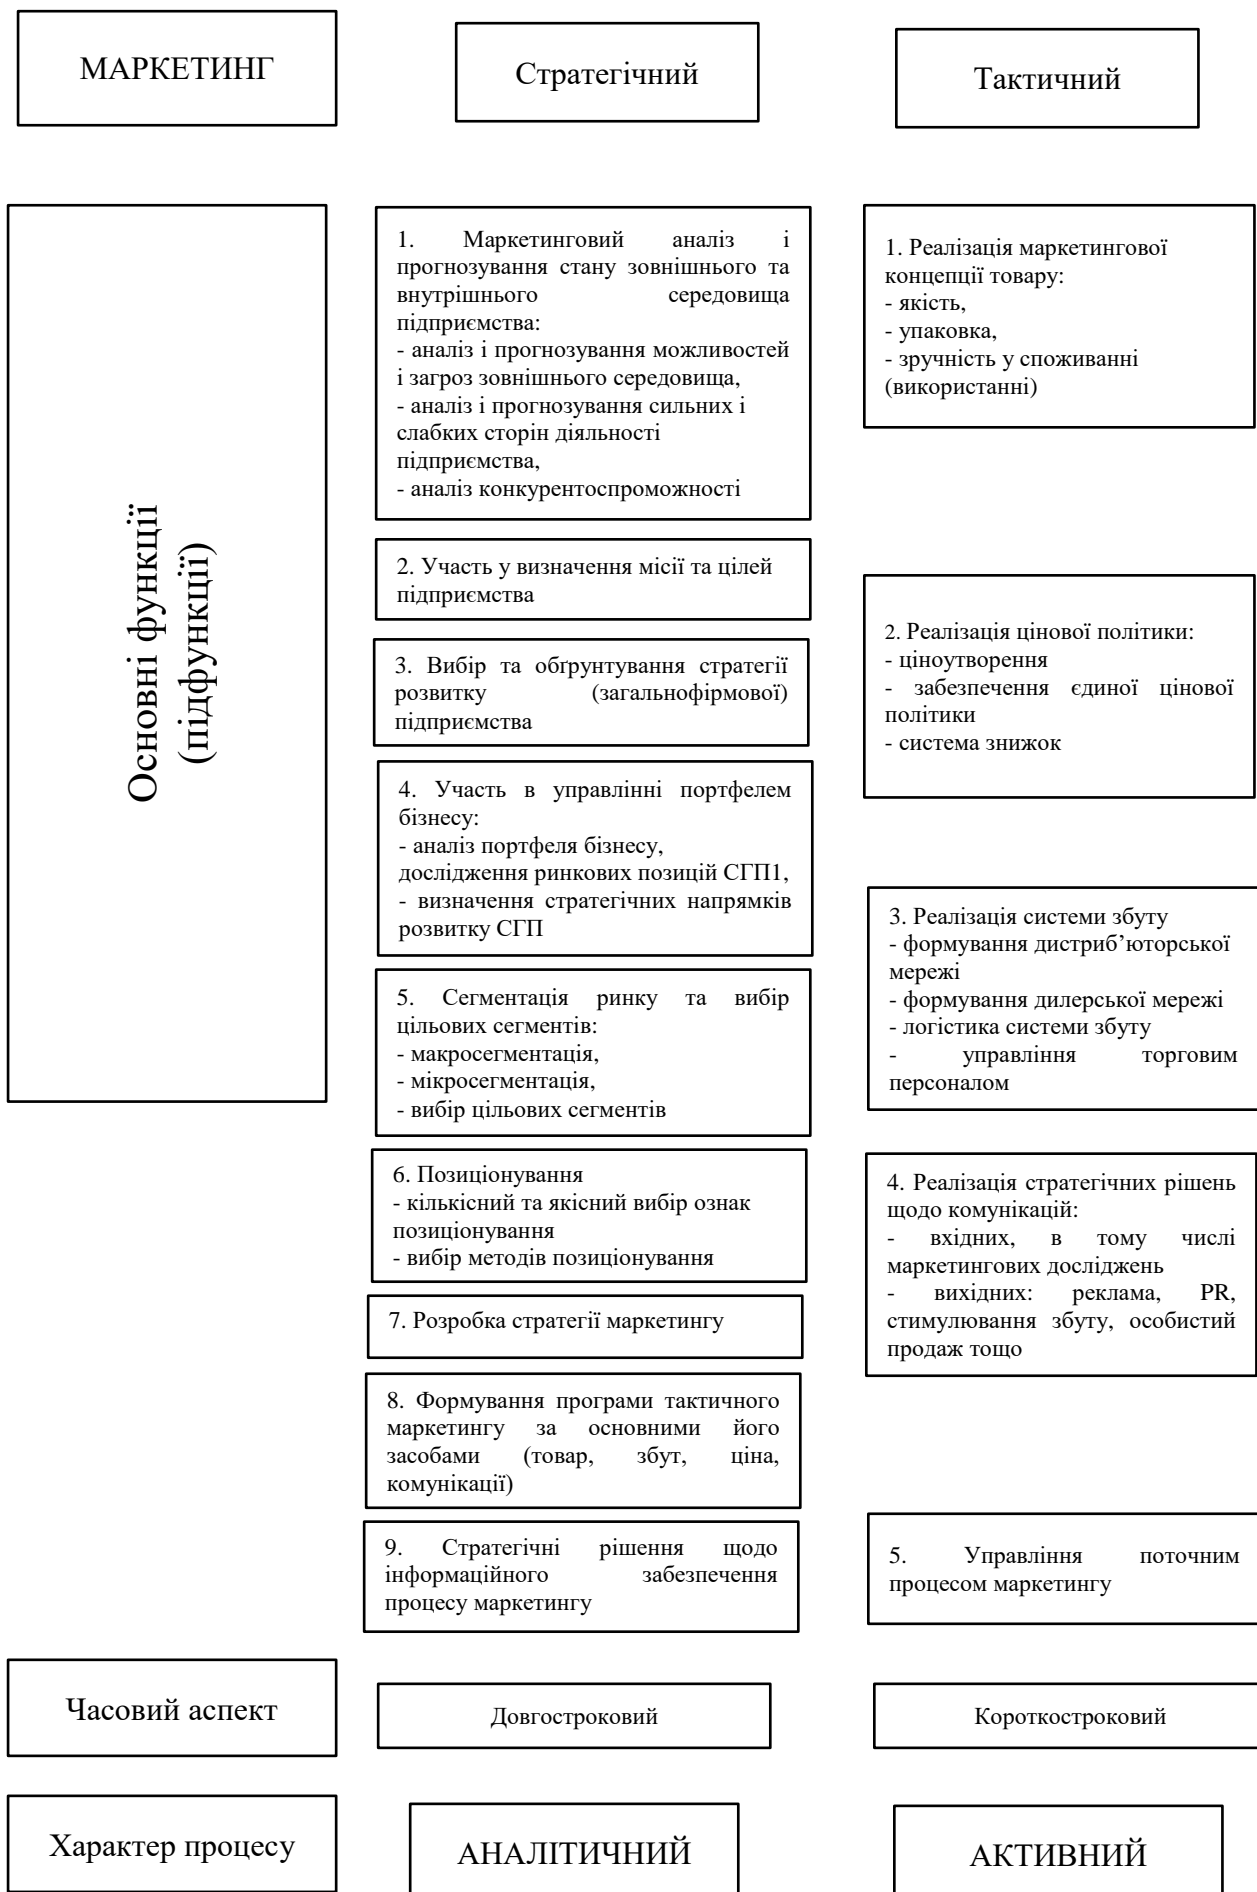 МАРКЕТИНГ
Стратегічний
Тактичний
Основні функції
(підфункції)
1. Маркетинговий аналіз і
прогнозування стану зовнішнього та
внутрішнього середовища
підприємства:
- аналіз і прогнозування можливостей
і загроз зовнішнього середовища,
- аналіз і прогнозування сильних і
слабких сторін діяльності
підприємства,
- аналіз конкурентоспроможності
2. Участь у визначення місії та цілей
підприємства
3. Вибір та обґрунтування стратегії
розвитку (загальнофірмової)
підприємства
4. Участь в управлінні портфелем
бізнесу:
- аналіз портфеля бізнесу,
дослідження ринкових позицій СГП1,
- визначення стратегічних напрямків
розвитку СГП
5. Сегментація ринку та вибір
цільових сегментів:
- макросегментація,
- мікросегментація,
- вибір цільових сегментів
6. Позиціонування
- кількісний та якісний вибір ознак
позиціонування
- вибір методів позиціонування
7. Розробка стратегії маркетингу
8. Формування програми тактичного
маркетингу за основними його
засобами (товар, збут, ціна,
комунікації)
9. Стратегічні рішення щодо
інформаційного забезпечення
процесу маркетингу
1. Реалізація маркетингової
концепції товару:
- якість,
- упаковка,
- зручність у споживанні
(використанні)
2. Реалізація цінової політики:
- ціноутворення
- забезпечення єдиної цінової
політики
- система знижок
3. Реалізація системи збуту
- формування дистриб’юторської
мережі
- формування дилерської мережі
- логістика системи збуту
- управління торговим
персоналом
4. Реалізація стратегічних рішень
щодо комунікацій:
- вхідних, в тому числі
маркетингових досліджень
- вихідних: реклама, PR,
стимулювання збуту, особистий
продаж тощо
5. Управління поточним
процесом маркетингу
Часовий аспект
Довгостроковий
Короткостроковий
Характер процесу
АНАЛІТИЧНИЙ
АКТИВНИЙ